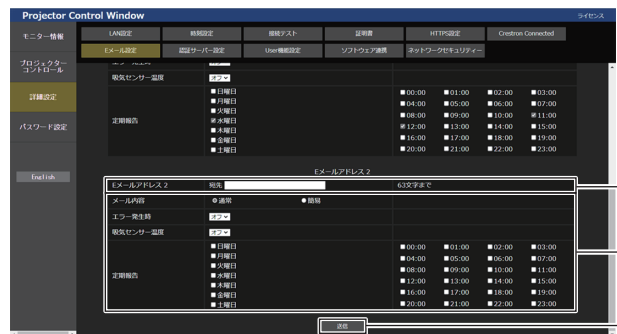 Projector Control Window
ライセンス
モニター情報
プロジェクターコントロール
詳細設定
パスワード設定
English
LAN設定 時刻設定 接続テスト 証明書 HTTPS設定 Crestron Connected
Eメール設定 認証サーバー設定 User機能設定 ソフトウェア連携 ネットワークセキュリティー
エラー発生時
吸気センサー温度 オフ
定期報告
日曜日 00:00 01:00 02:00 03:00
月曜日 04:00 05:00 06:00 07:00
火曜日 08:00 09:00 10:00 11:00
水曜日 12:00 13:00 14:00 15:00
木曜日
金曜日 16:00 17:00 18:00 19:00
土曜日 20:00 21:00 22:00 23:00
Eメールアドレス 2
Eメールアドレス 2 宛先 63文字まで
メール内容 通常 簡易
エラー発生時 オフ
吸気センサー温度 オフ
定期報告
日曜日 00:00 01:00 02:00 03:00
月曜日 04:00 05:00 06:00 07:00
火曜日 08:00 09:00 10:00 11:00
水曜日 12:00 13:00 14:00 15:00
木曜日
金曜日 16:00 17:00 18:00 19:00
土曜日 20:00 21:00 22:00 23:00
送信